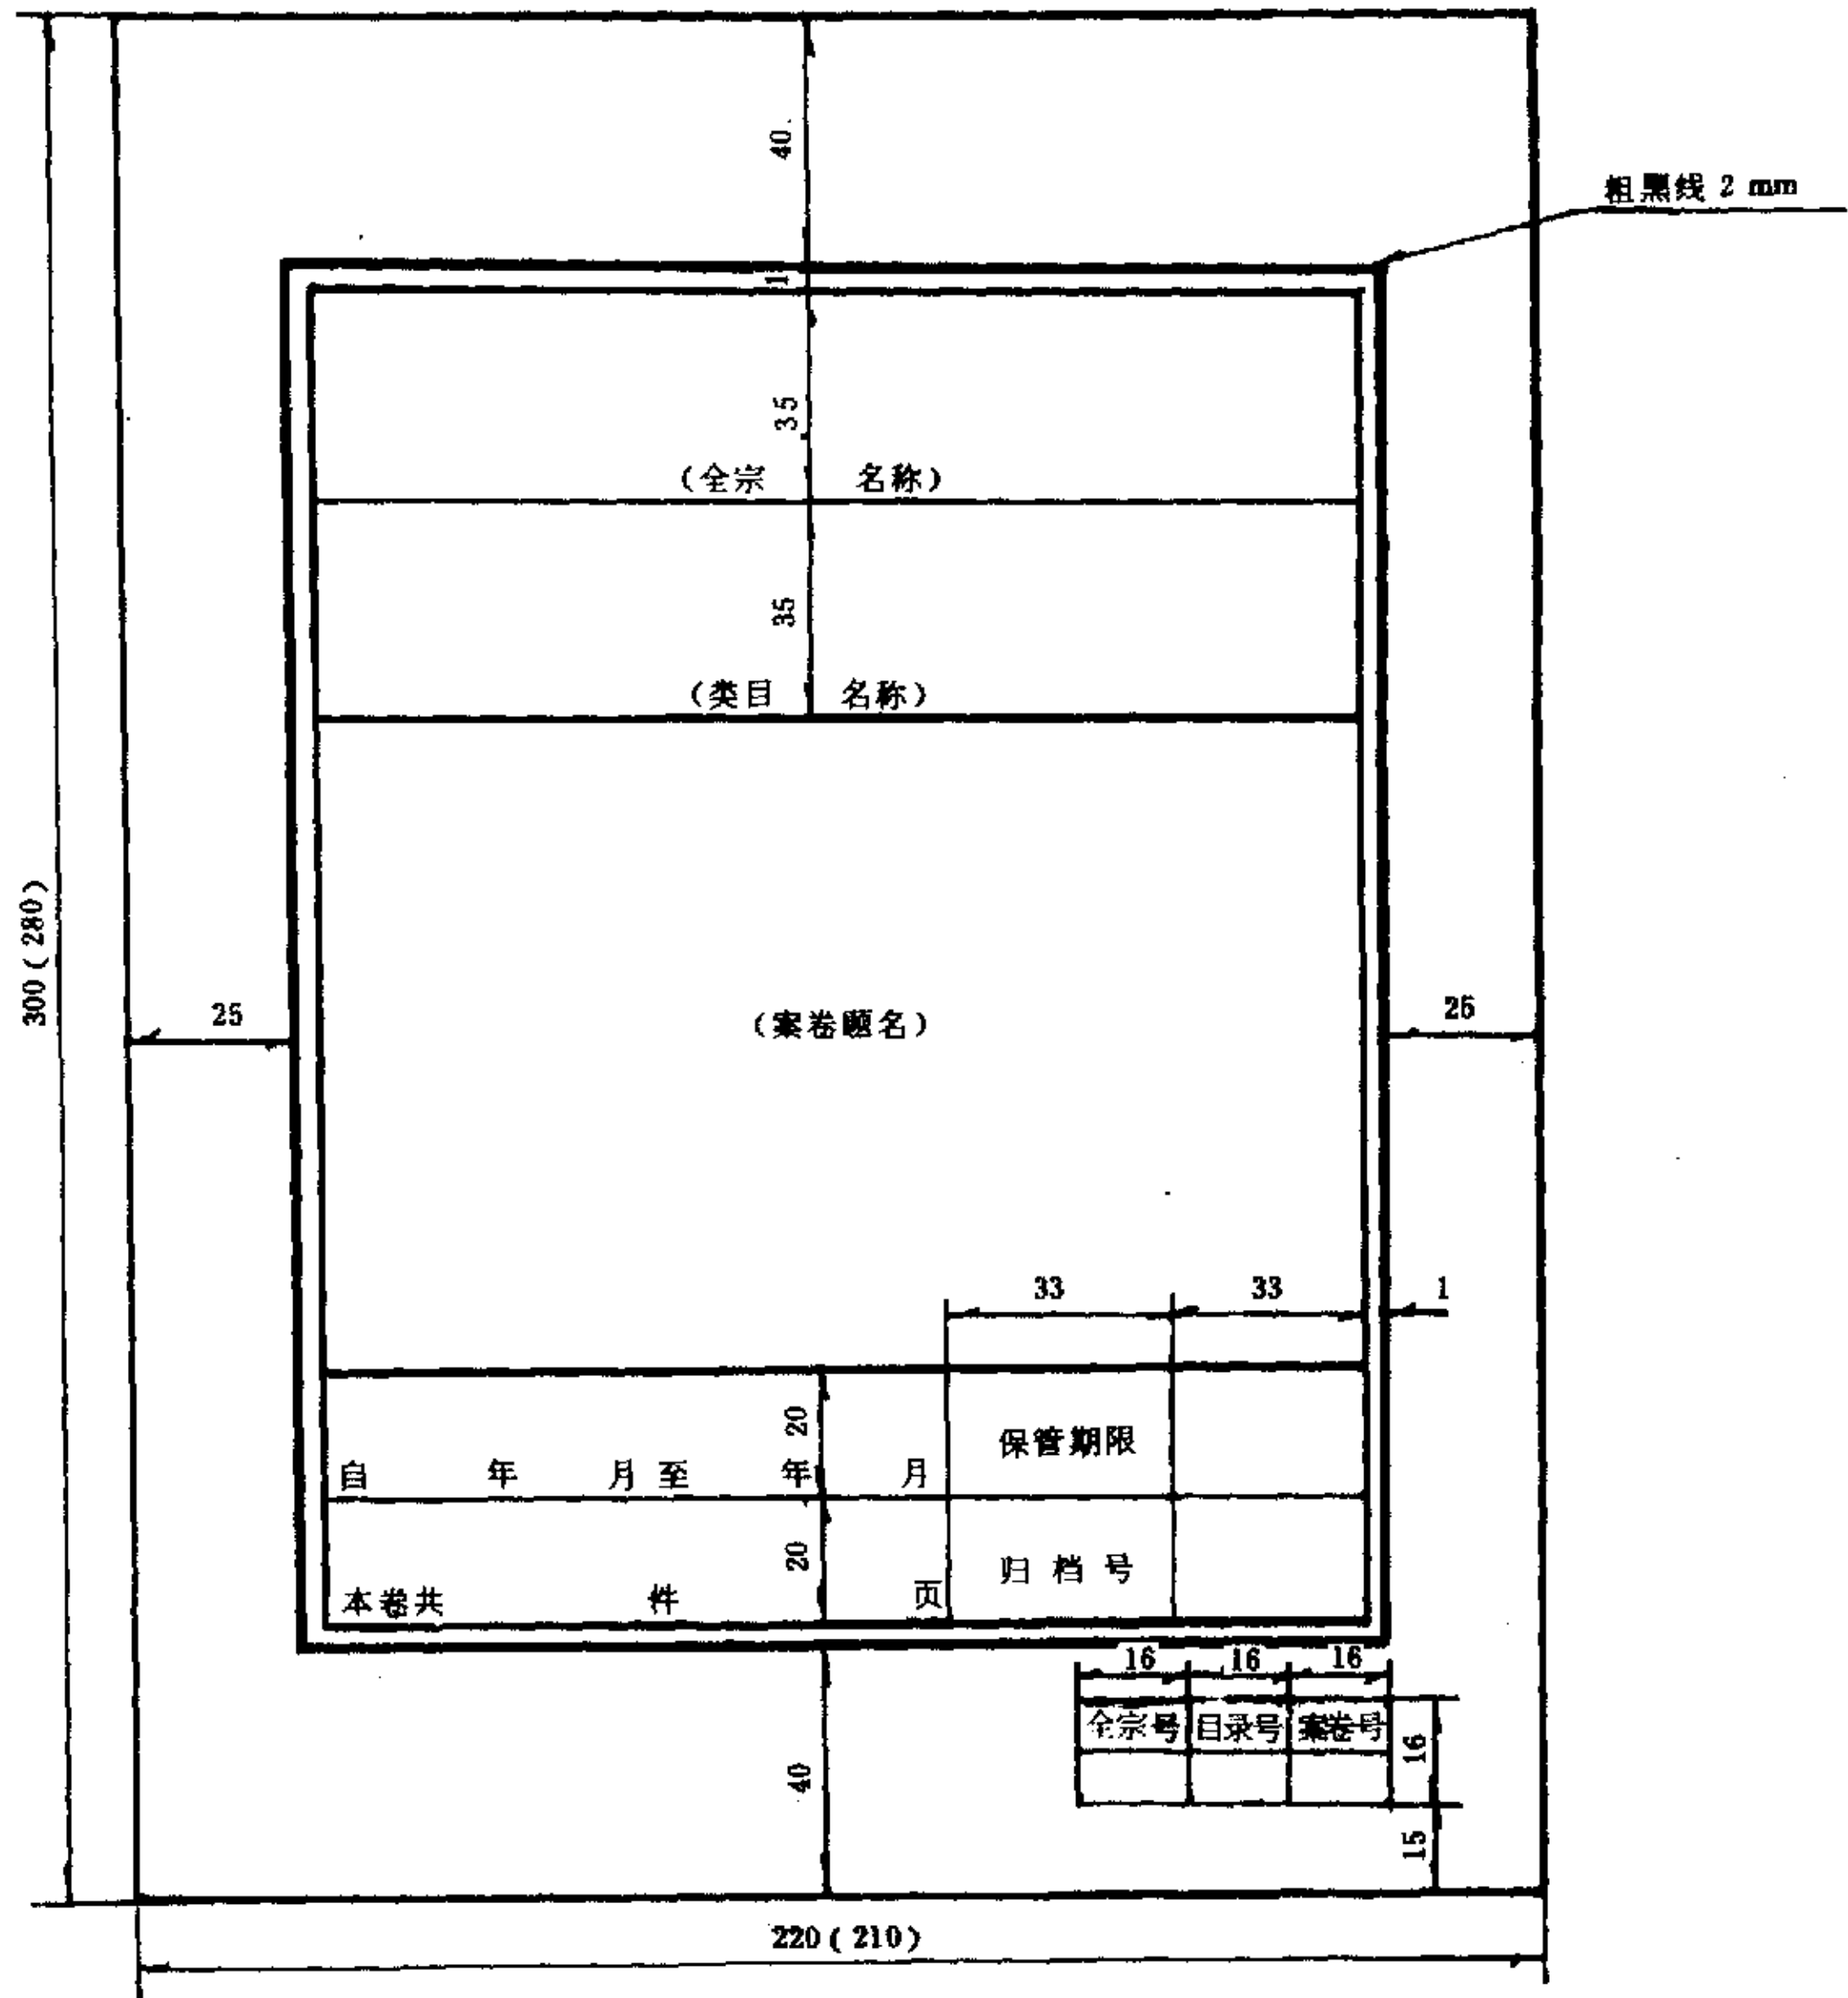 40
粗黑线 2 mm
1
35
(全宗 名称)
35
(类目 名称)
300(280)
25
(案卷题名)
25
33 33 1
20
保管期限
自 年 月至 年 月
20
归 档 号
本卷共 件 页
16 16 16
全宗号 目录号 案卷号
16
40
15
220(210)